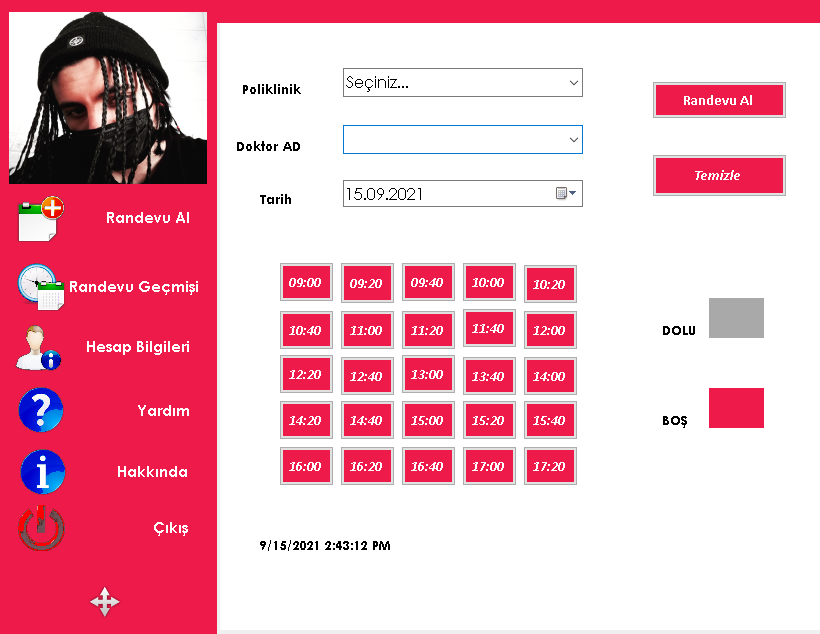 Poliklinik
Seçiniz...
Randevu Al
Doktor AD
Temizle
Tarih
15.09.2021
Randevu Al
Randevu Geçmişi
Hesap Bilgileri
Yardım
Hakkında
Çıkış
09:00 09:20 09:40 10:00 10:20
10:40 11:00 11:20 11:40 12:00
12:20 12:40 13:00 13:40 14:00
14:20 14:40 15:00 15:20 15:40
16:00 16:20 16:40 17:00 17:20
DOLU
BOŞ
9/15/2021 2:43:12 PM